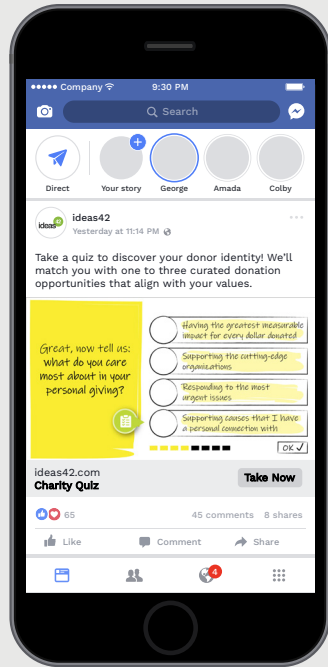 Company
9:30 PM
Search
Direct
Your story
George
Amada
Colby
ideas42
ideas42
Yesterday at 11:14 PM
Take a quiz to discover your donor identity! We'll
match you with one to three curated donation
opportunities that align with your values.
Great, now tell us:
what do you care
most about in your
personal giving?
Having the greatest measurable
impact for every dollar donated
Supporting the cutting-edge
organizations
Responding to the most
urgent issues
Supporting causes that I have
a personal connection with
OK
ideas42.com
Charity Quiz
Take Now
65
45 comments 8 shares
Like
Comment
Share
4